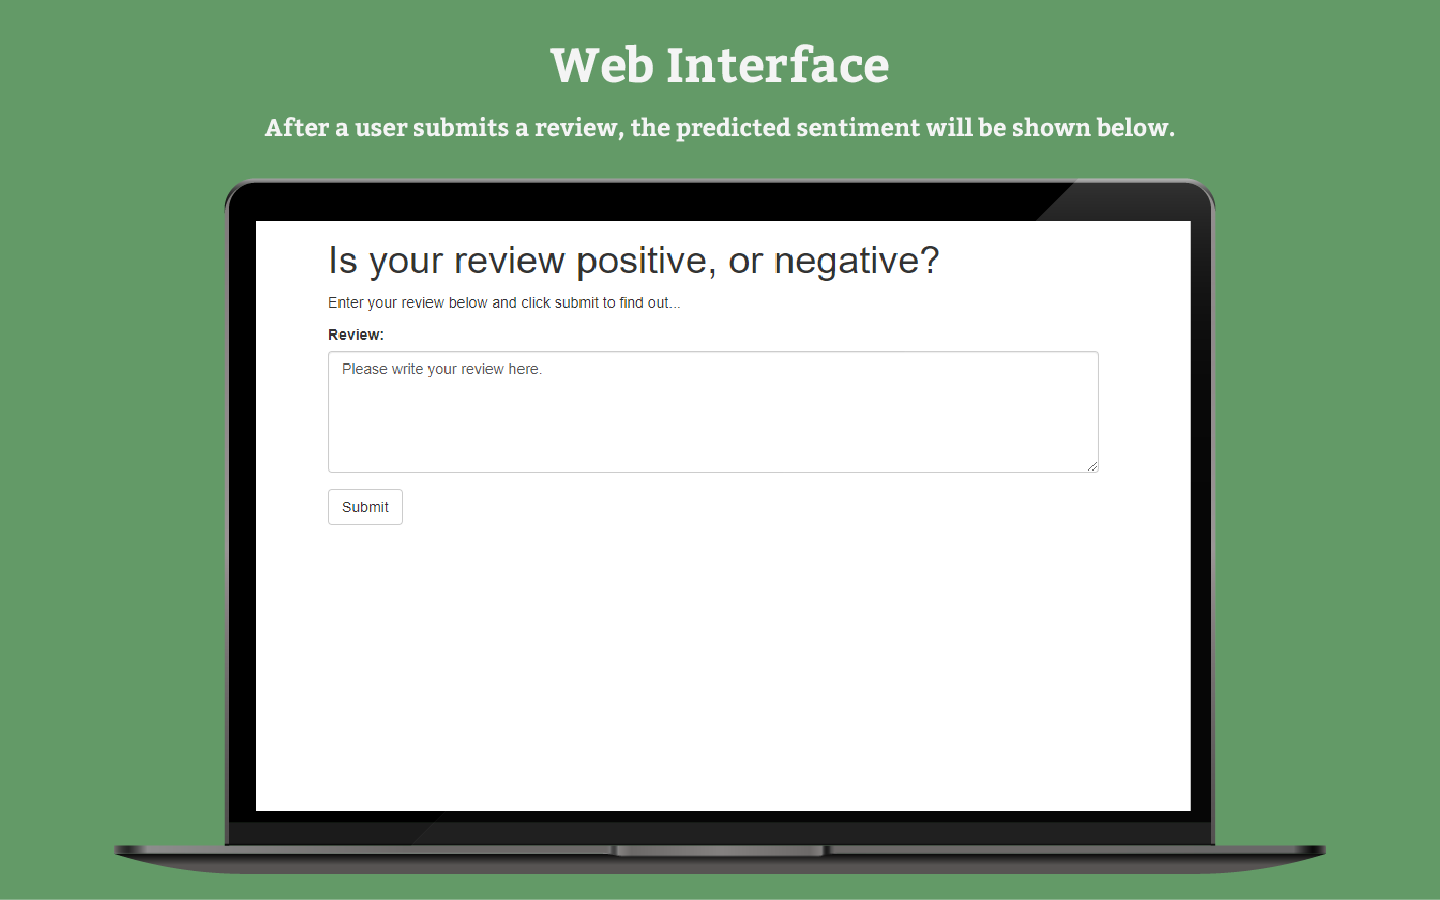 Web Interface
After a user submits a review, the predicted sentiment will be shown below.
Is your review positive, or negative?
Enter your review below and click submit to find out...
Review:
Please write your review here.
Submit